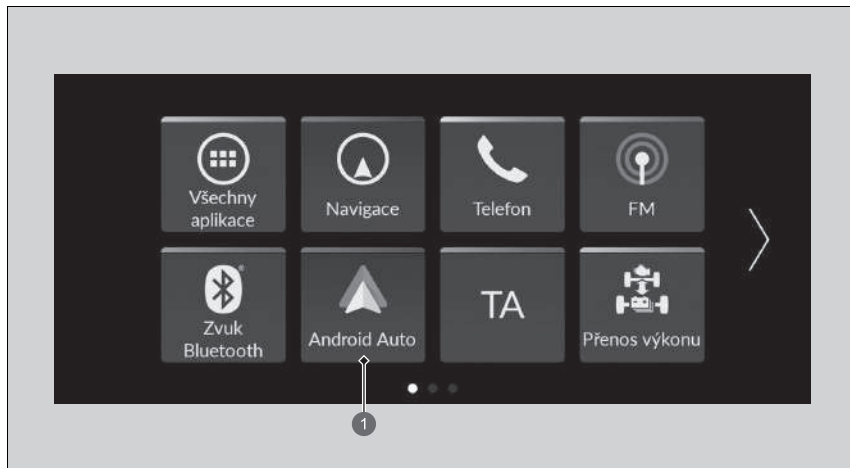 Všechny
aplikace
Navigace
Telefon
FM
Zvuk
Bluetooth
Android Auto
TA
Přenos výkonu
1